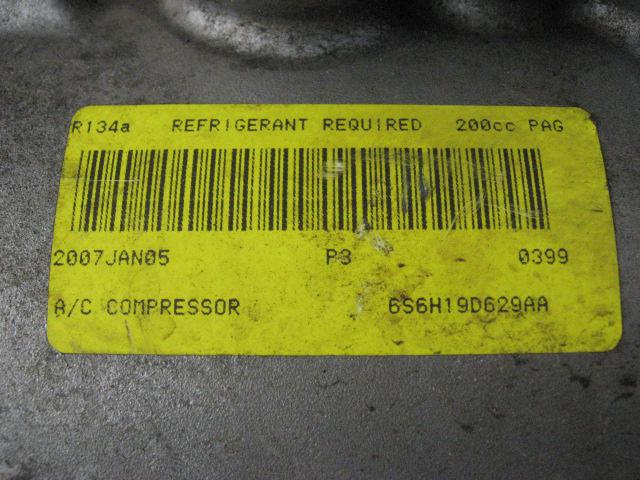 R134a REFRIGERANT REQUIRED 200cc PAG
2007JAN05 P3 0399
A/C COMPRESSOR 6S6H19D629AA